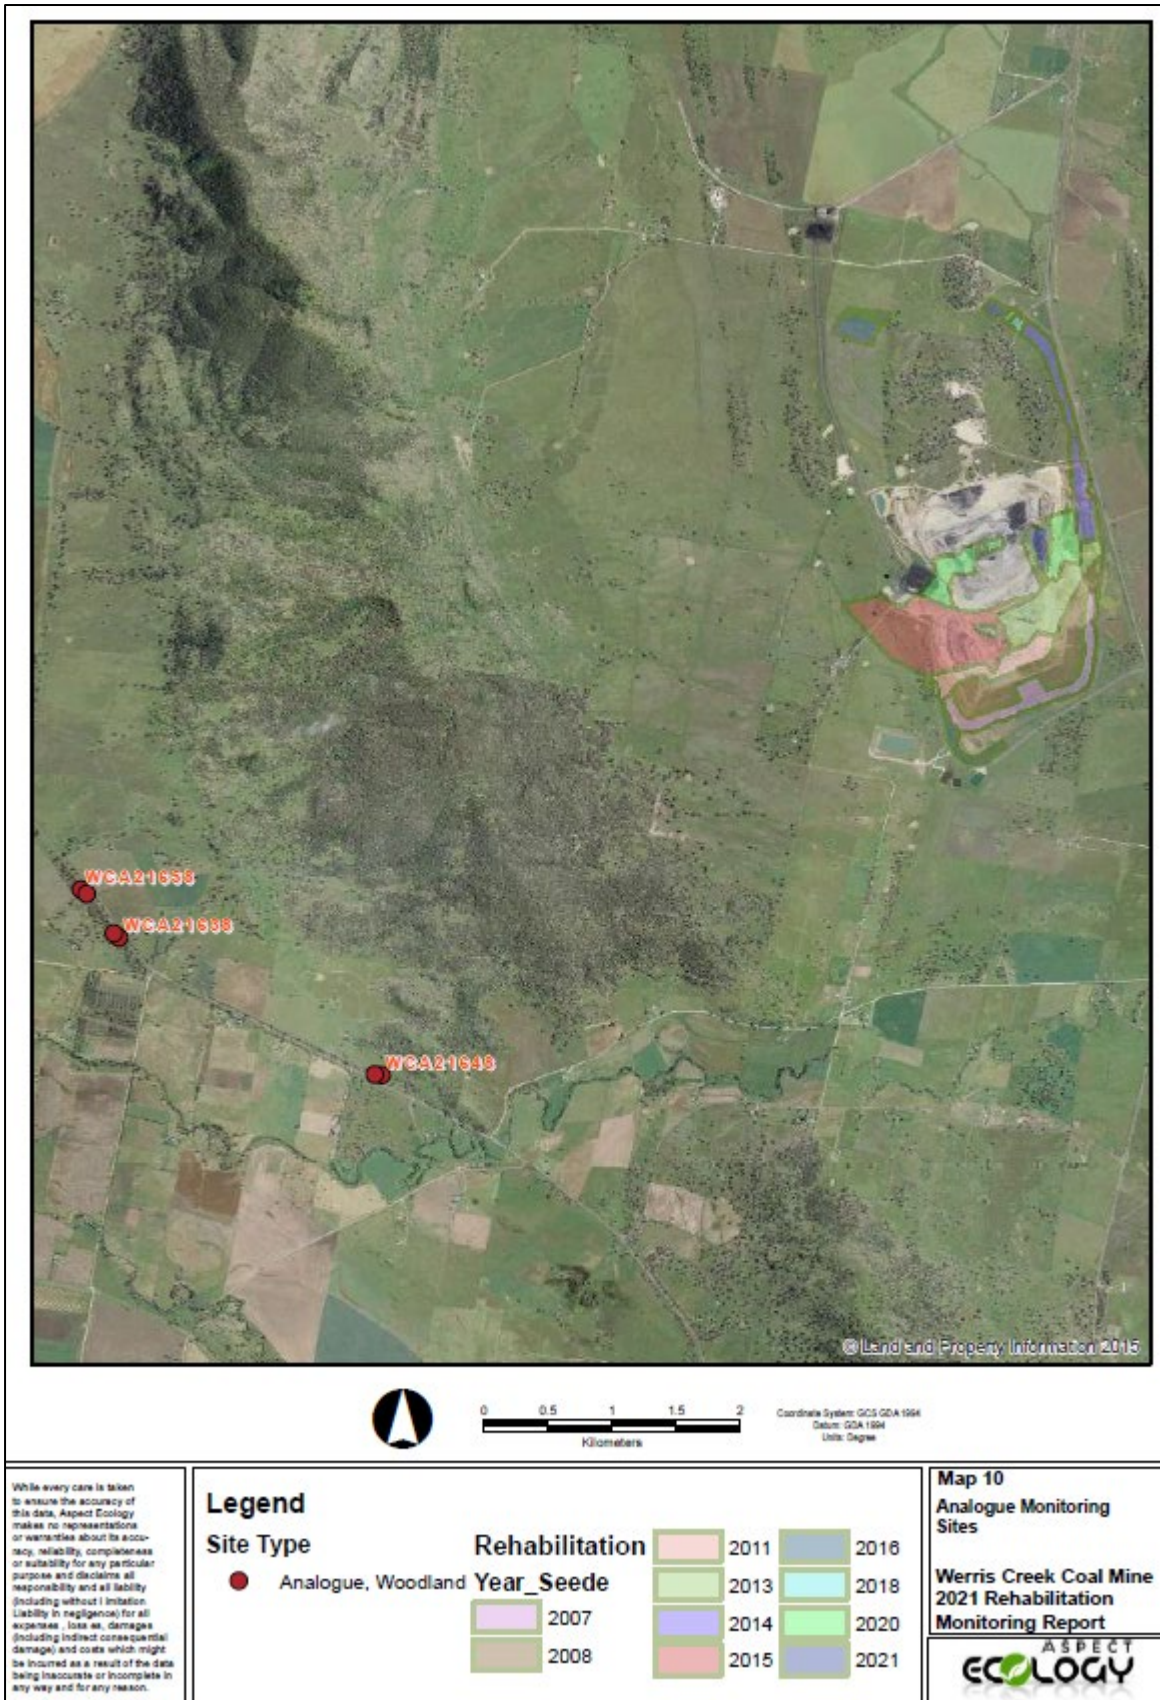 WCA21658
WCA21638
WCA21648
© Land and Property Information 2015
0 0.5 1 1.5 2
Kilometers
Coordinate System: GCS GDA 1994
Datum: GDA 1994
Units: Degree
While every care is taken
to ensure the accuracy of
this data, Aspect Ecology
makes no representations
or warranties about its accu-
racy, reliability, completeness
or suitability for any particular
purpose and disclaims all
responsibility and all liability
(including without l imitation
Liability in negligence) for all
expenses , loss es, damages
(including indirect consequential
damage) and costs which might
be incurred as a result of the data
being inaccurate or incomplete in
any way and for any reason.
Legend
Site Type
Analogue, Woodland
Rehabilitation
Year_Seede
2007
2008
2011
2013
2014
2015
2016
2018
2020
2021
Map 10
Analogue Monitoring
Sites
Werris Creek Coal Mine
2021 Rehabilitation
Monitoring Report
ASPECT
ECOLOGY